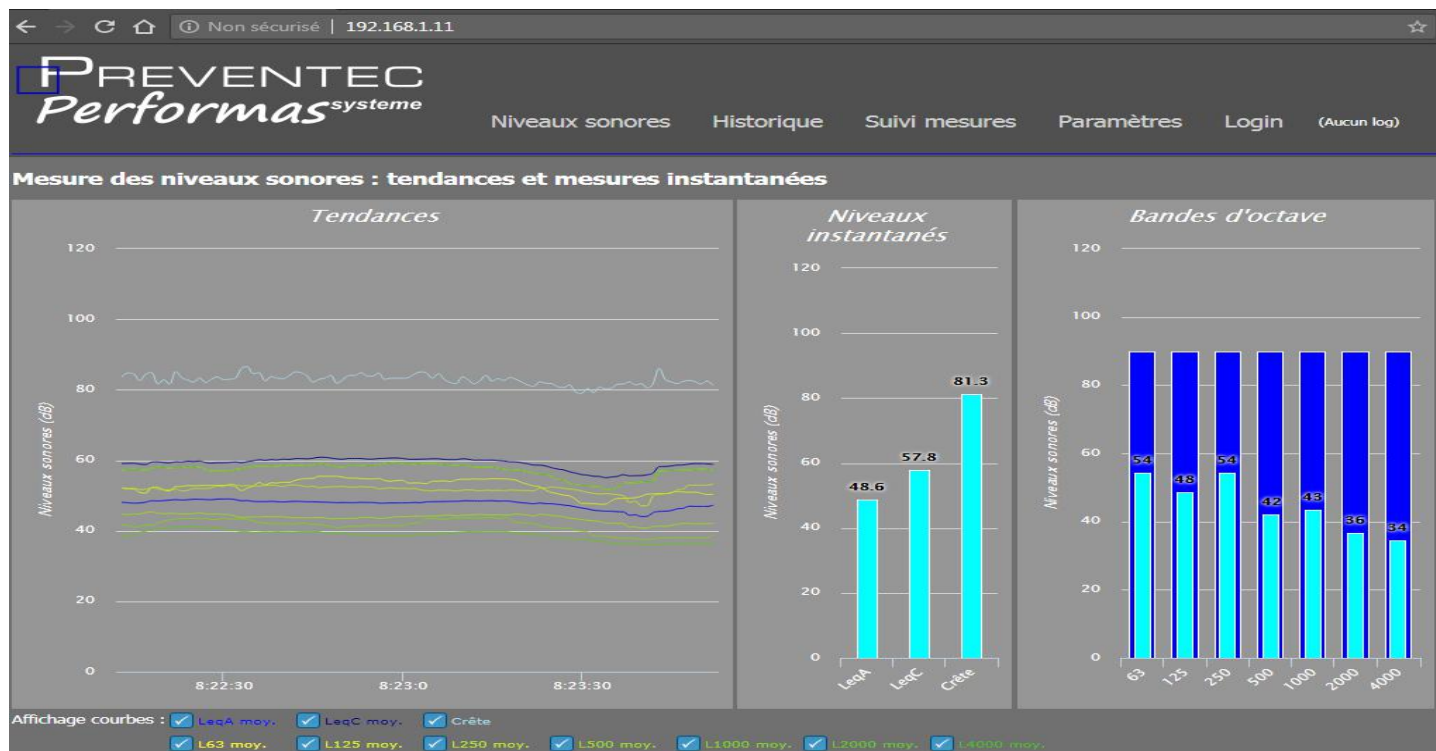 Non sécurisé | 192.168.1.11
PREVENTEC
Performas systeme
Niveaux sonores Historique Suivi mesures Paramètres Login (Aucun log)
Mesure des niveaux sonores : tendances et mesures instantanées
Tendances
120
100
80
60
40
20
0
Niveaux sonores (dB)
8:22:30 8:23:0 8:23:30
Niveaux
instantanés
120
100
80
60
40
20
0
Niveaux sonores (dB)
48.6 57.8 81.3
LeqA LeqC Crête
Bandes d'octave
120
100
80
60
40
20
0
Niveaux sonores (dB)
54 48 54 42 43 36 34
63 125 250 500 1000 2000 4000
Affichage courbes : LeqA moy. LeqC moy. Crête
L63 moy. L125 moy. L250 moy. L500 moy. L1000 moy. L2000 moy. L4000 moy.